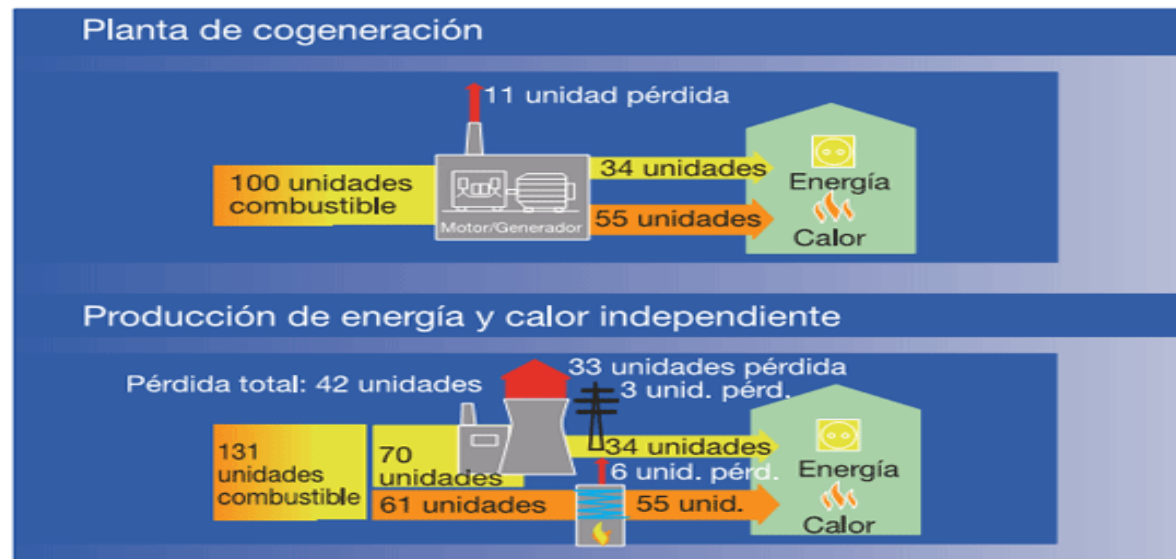 Planta de cogeneración
11 unidad pérdida
100 unidades
combustible
Motor/Generador
34 unidades
55 unidades
Energía
Calor
Producción de energía y calor independiente
Pérdida total: 42 unidades
33 unidades pérdida
3 unid. pérd.
131
unidades
combustible
70
unidades
34 unidades
6 unid. pérd.
61 unidades
55 unid.
Energía
Calor